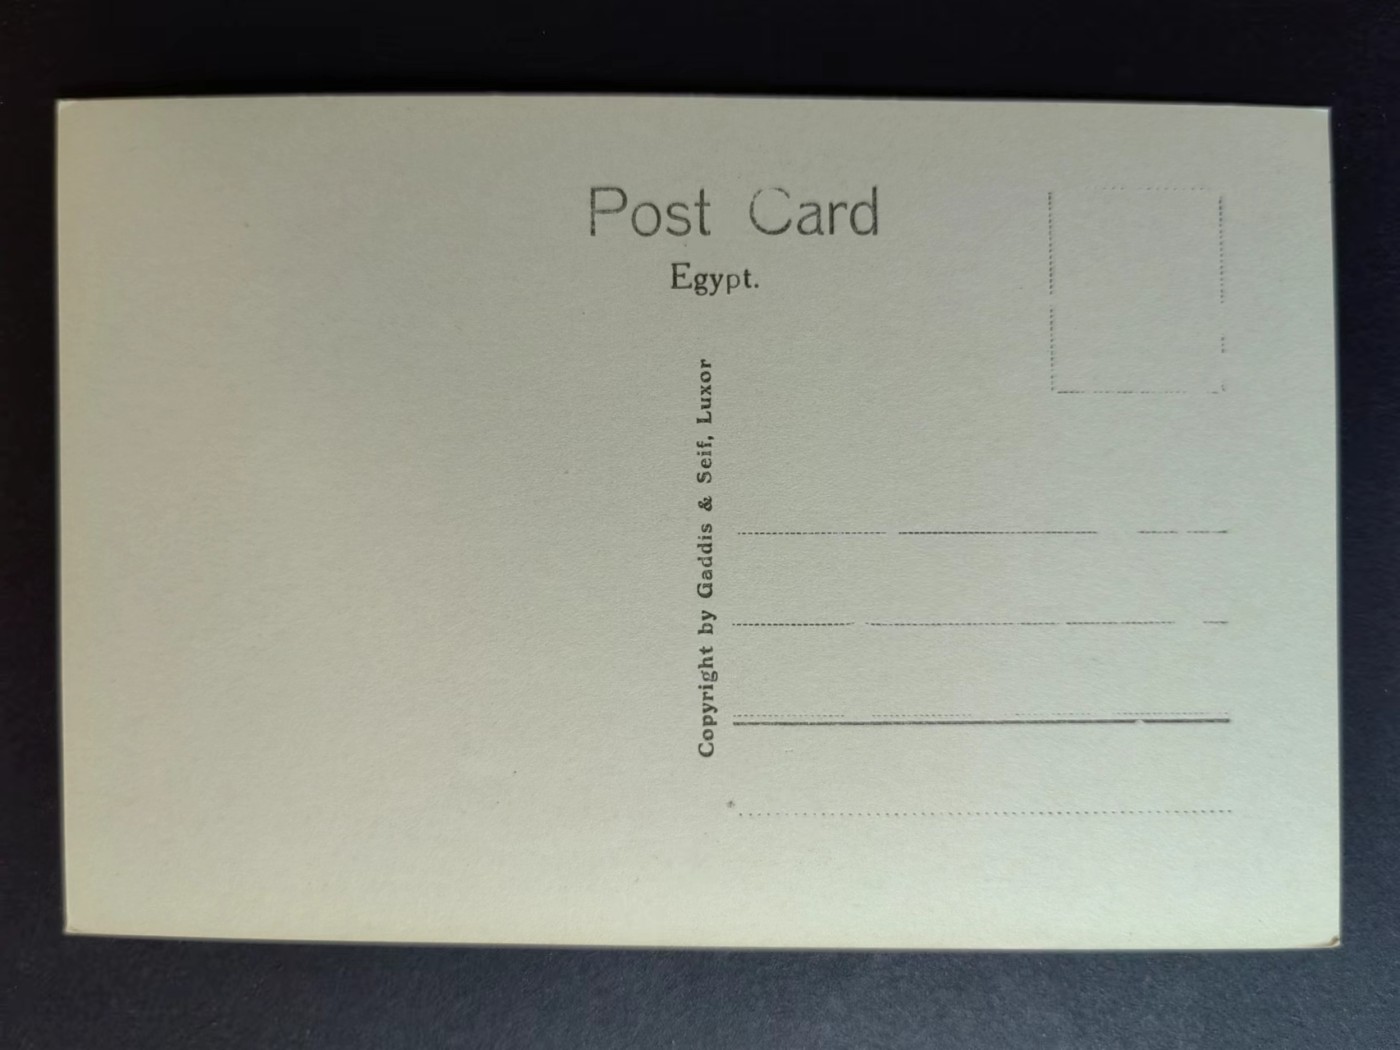 Post Card
Egypt.
Copyright by Gaddis & Seif, Luxor